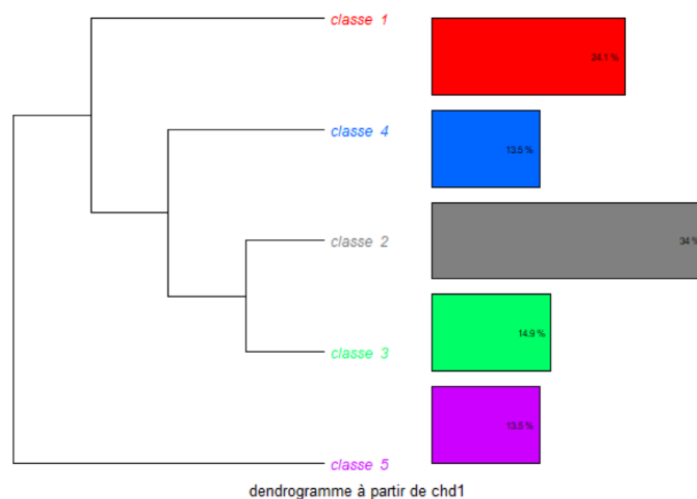 classe 1
24.1 %
classe 4
13.5 %
classe 2
34 %
14.9 %
classe 3
13.5 %
classe 5
dendrogramme à partir de chd1